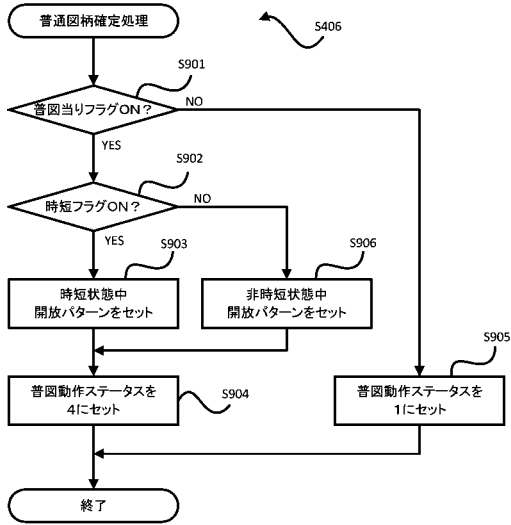 普通図柄確定処理
S406
S901
普図当りフラグON?
NO
YES
S902
時短フラグON?
NO
YES
S903
S906
時短状態中
開放パターンをセット
非時短状態中
開放パターンをセット
S905
普図動作ステータスを
4にセット
S904
普図動作ステータスを
1にセット
終了